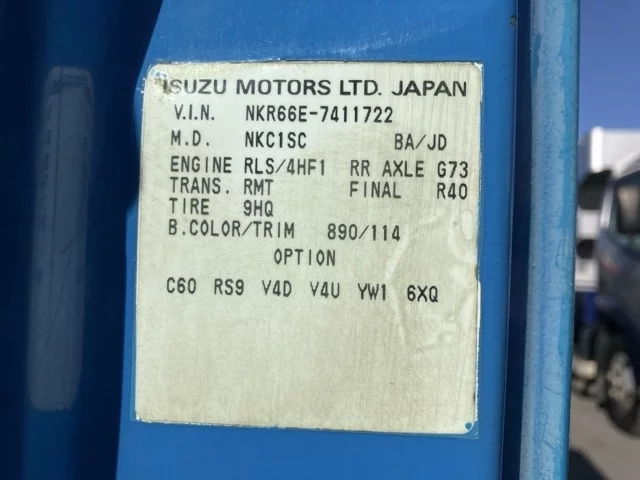 ISUZU MOTORS LTD. JAPAN
V.I.N. NKR66E-7411722
M.D. NKC1SC BA/JD
ENGINE RLS/4HF1 RR AXLE G73
TRANS. RMT FINAL R40
TIRE 9HQ
B.COLOR/TRIM 890/114
OPTION
C60 RS9 V4D V4U YW1 6XQ